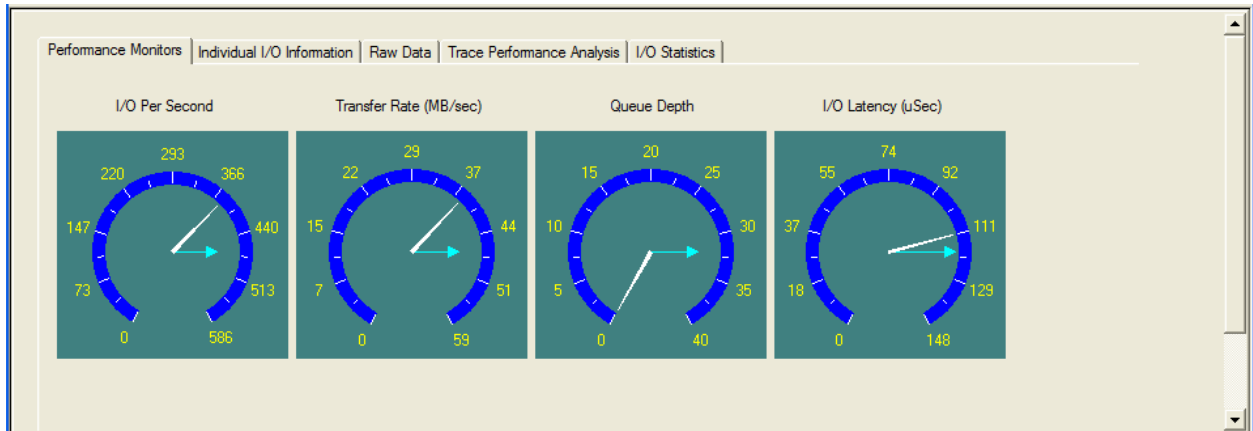 Performance Monitors Individual I/O Information Raw Data Trace Performance Analysis I/O Statistics
I/O Per Second Transfer Rate (MB/sec) Queue Depth I/O Latency (uSec)
293 29 20 74
220 366 22 37 15 25 55 92
147 440 15 44 10 30 37 111
73 513 7 51 5 35 18 129
0 586 0 59 0 40 0 148